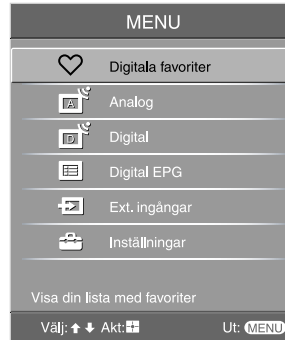 MENU
Digitala favoriter
A Analog
D Digital
Digital EPG
Ext. ingångar
Inställningar
Visa din lista med favoriter
Välj: Akt: Ut: MENU